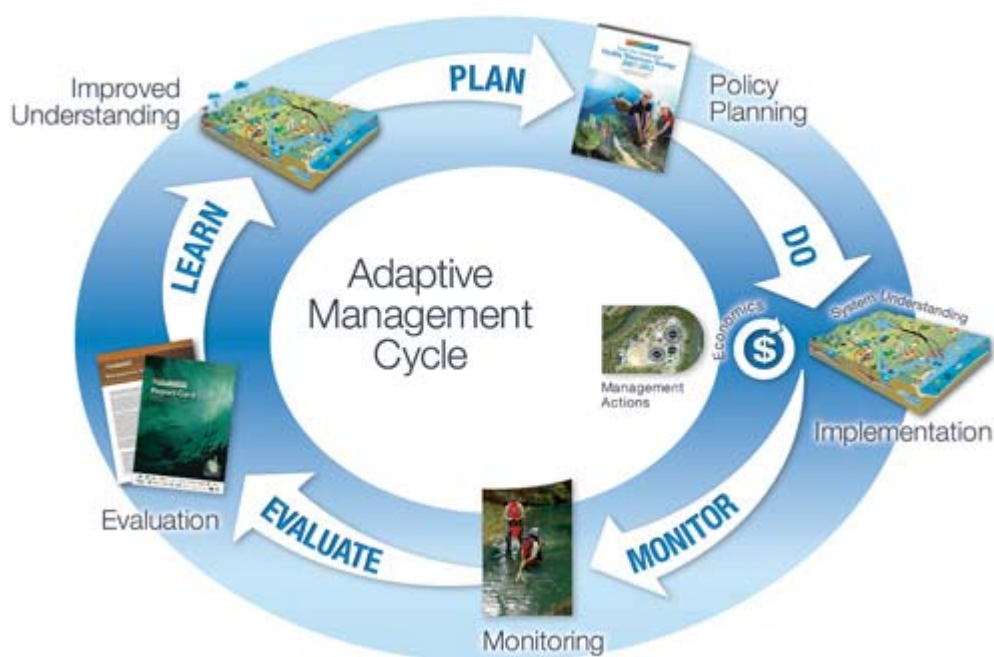 Improved
Understanding
PLAN
Policy
Planning
DO
System Understanding
Economics
$
Management
Actions
Implementation
MONITOR
Monitoring
EVALUATE
Evaluation
Report Card
LEARN
Adaptive
Management
Cycle